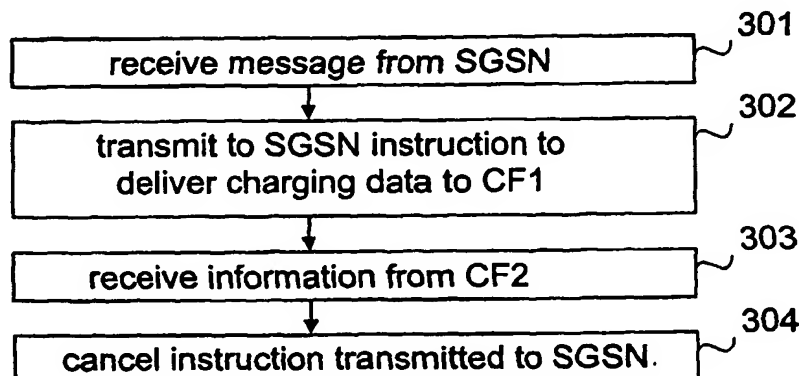 301
receive message from SGSN
302
transmit to SGSN instruction to
deliver charging data to CF1
303
receive information from CF2
304
cancel instruction transmitted to SGSN.